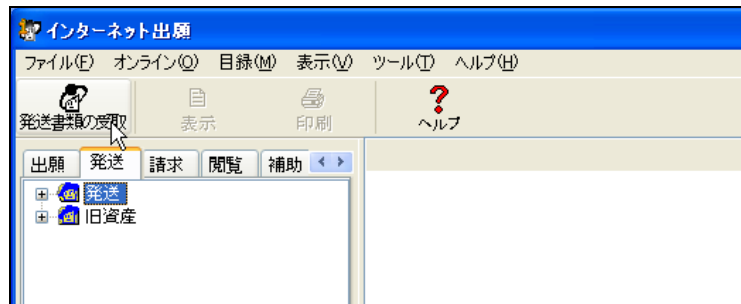 インターネット出願
ファイル(F) オンライン(O) 目録(M) 表示(V) ツール(T) ヘルプ(H)
発送書類の受取 表示 印刷 ヘルプ
出願 発送 請求 閲覧 補助
発送
旧資産